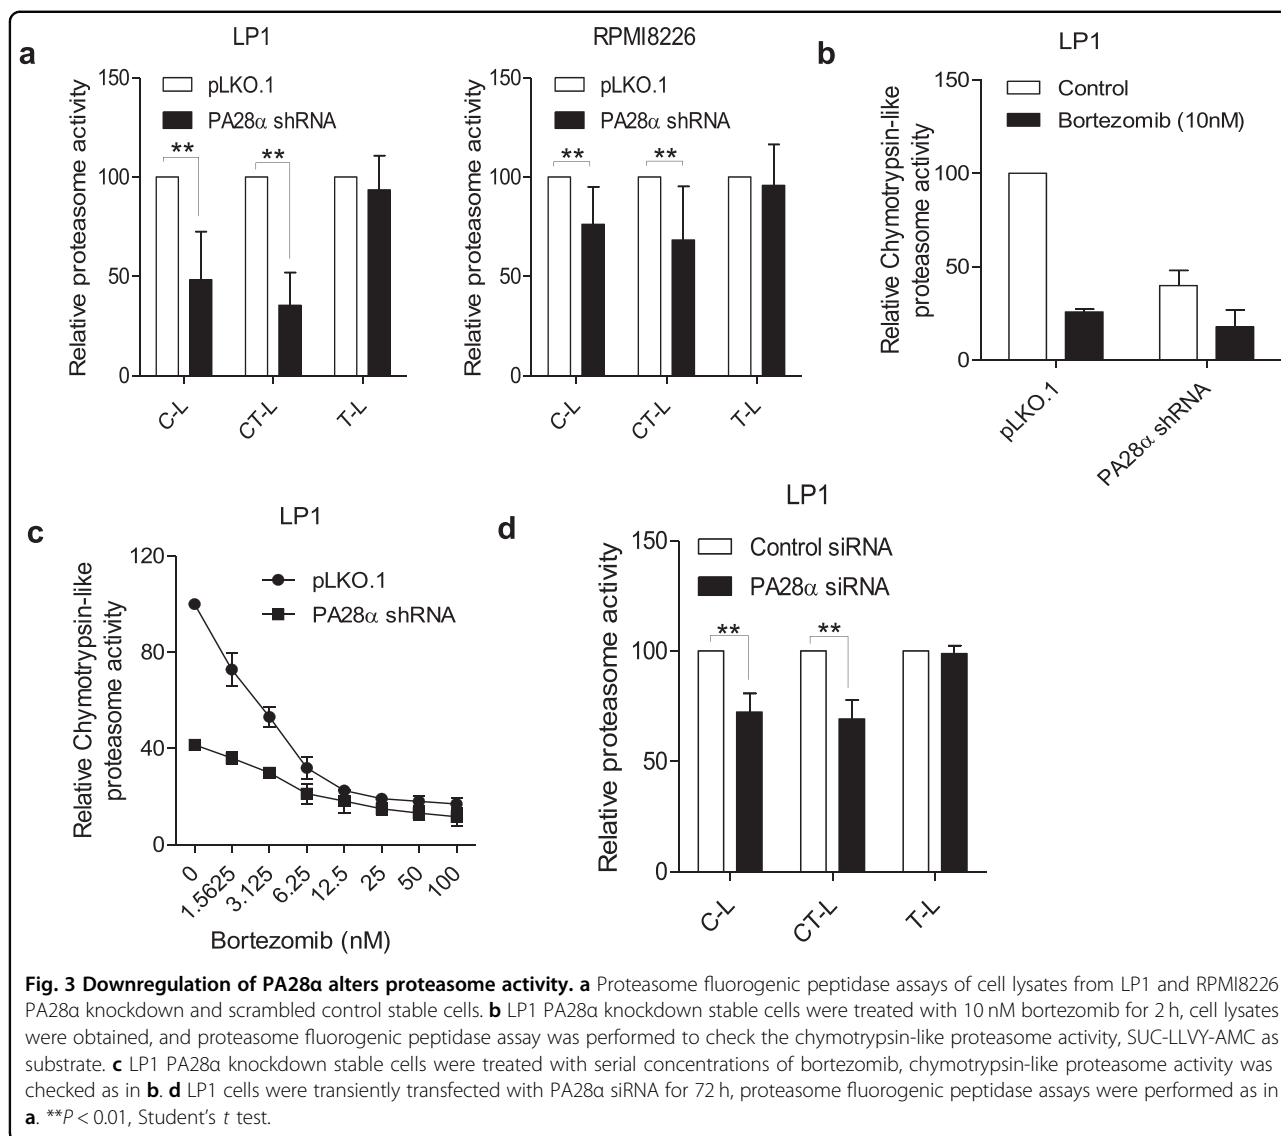 a
LP1
Relative proteasome activity
150
100
50
0
pLKO.1
PA28α shRNA
**
**
C-L
CT-L
T-L
RPMI8226
Relative proteasome activity
150
100
50
0
pLKO.1
PA28α shRNA
**
**
C-L
CT-L
T-L
b
LP1
Relative Chymotrypsin-like
proteasome activity
150
100
50
0
Control
Bortezomib (10nM)
pLKO.1
PA28α shRNA
c
LP1
Relative Chymotrypsin-like
proteasome activity
120
80
40
0
pLKO.1
PA28α shRNA
0
1.5625
3.125
6.25
12.5
25
50
100
Bortezomib (nM)
d
LP1
Relative proteasome activity
150
100
50
0
Control siRNA
PA28α siRNA
**
**
C-L
CT-L
T-L
Fig. 3 Downregulation of PA28α alters proteasome activity. a Proteasome fluorogenic peptidase assays of cell lysates from LP1 and RPMI8226
PA28α knockdown and scrambled control stable cells. b LP1 PA28α knockdown stable cells were treated with 10 nM bortezomib for 2 h, cell lysates
were obtained, and proteasome fluorogenic peptidase assay was performed to check the chymotrypsin-like proteasome activity, SUC-LLVY-AMC as
substrate. c LP1 PA28α knockdown stable cells were treated with serial concentrations of bortezomib, chymotrypsin-like proteasome activity was
checked as in b. d LP1 cells were transiently transfected with PA28α siRNA for 72 h, proteasome fluorogenic peptidase assays were performed as in
a. **P < 0.01, Student's t test.